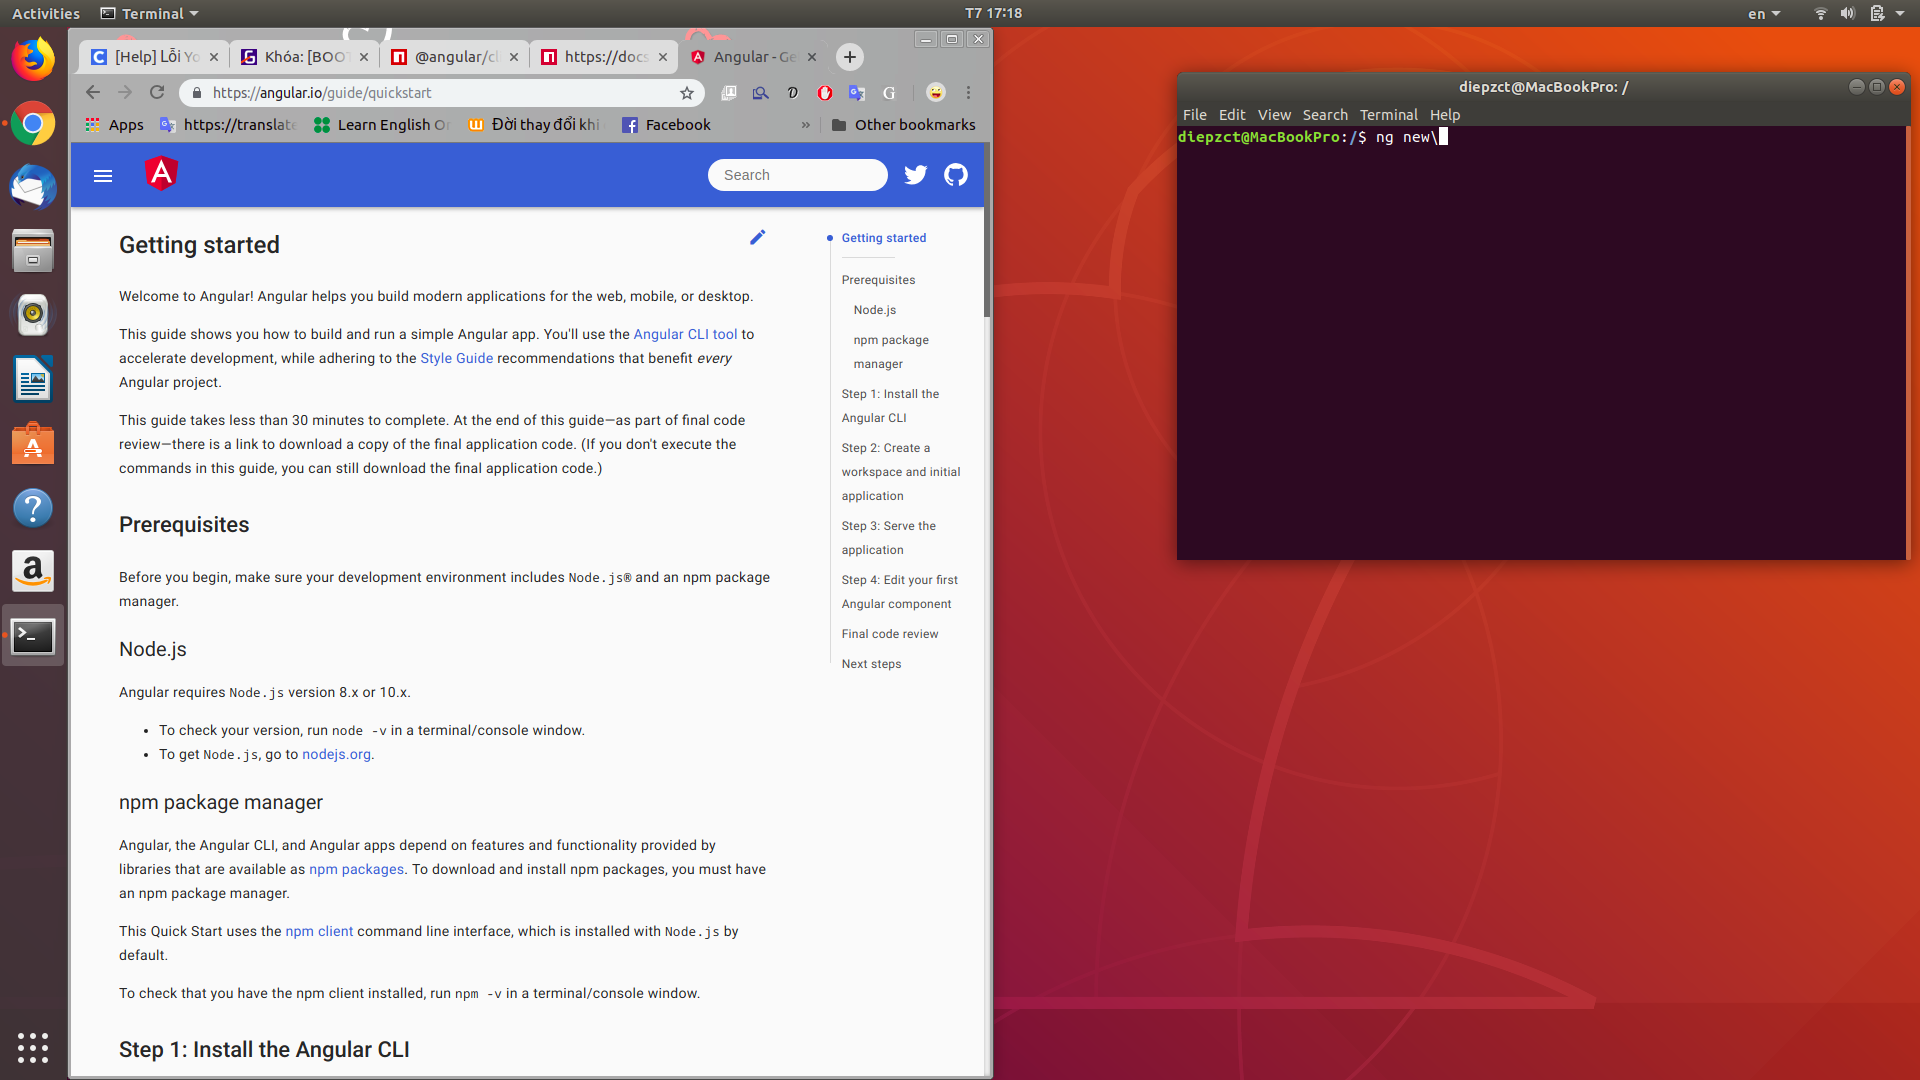 Activities Terminal T7 17:18 en
[Help] Lỗi Yo Khóa: [BOOT @angular/cli https://docs Angular - Ge
https://angular.io/guide/quickstart
Apps https://translate Learn English On Đời thay đổi khi Facebook » Other bookmarks
Search
Getting started
Welcome to Angular! Angular helps you build modern applications for the web, mobile, or desktop.
This guide shows you how to build and run a simple Angular app. You'll use the Angular CLI tool to
accelerate development, while adhering to the Style Guide recommendations that benefit every
Angular project.
This guide takes less than 30 minutes to complete. At the end of this guide—as part of final code
review—there is a link to download a copy of the final application code. (If you don't execute the
commands in this guide, you can still download the final application code.)
Prerequisites
Before you begin, make sure your development environment includes Node.js® and an npm package
manager.
Node.js
Angular requires Node.js version 8.x or 10.x.
• To check your version, run node -v in a terminal/console window.
• To get Node.js, go to nodejs.org.
npm package manager
Angular, the Angular CLI, and Angular apps depend on features and functionality provided by
libraries that are available as npm packages. To download and install npm packages, you must have
an npm package manager.
This Quick Start uses the npm client command line interface, which is installed with Node.js by
default.
To check that you have the npm client installed, run npm -v in a terminal/console window.
Step 1: Install the Angular CLI
Getting started
Prerequisites
Node.js
npm package
manager
Step 1: Install the
Angular CLI
Step 2: Create a
workspace and initial
application
Step 3: Serve the
application
Step 4: Edit your first
Angular component
Final code review
Next steps
diepzct@MacBookPro: /
File Edit View Search Terminal Help
diepzct@MacBookPro:/$ ng new\